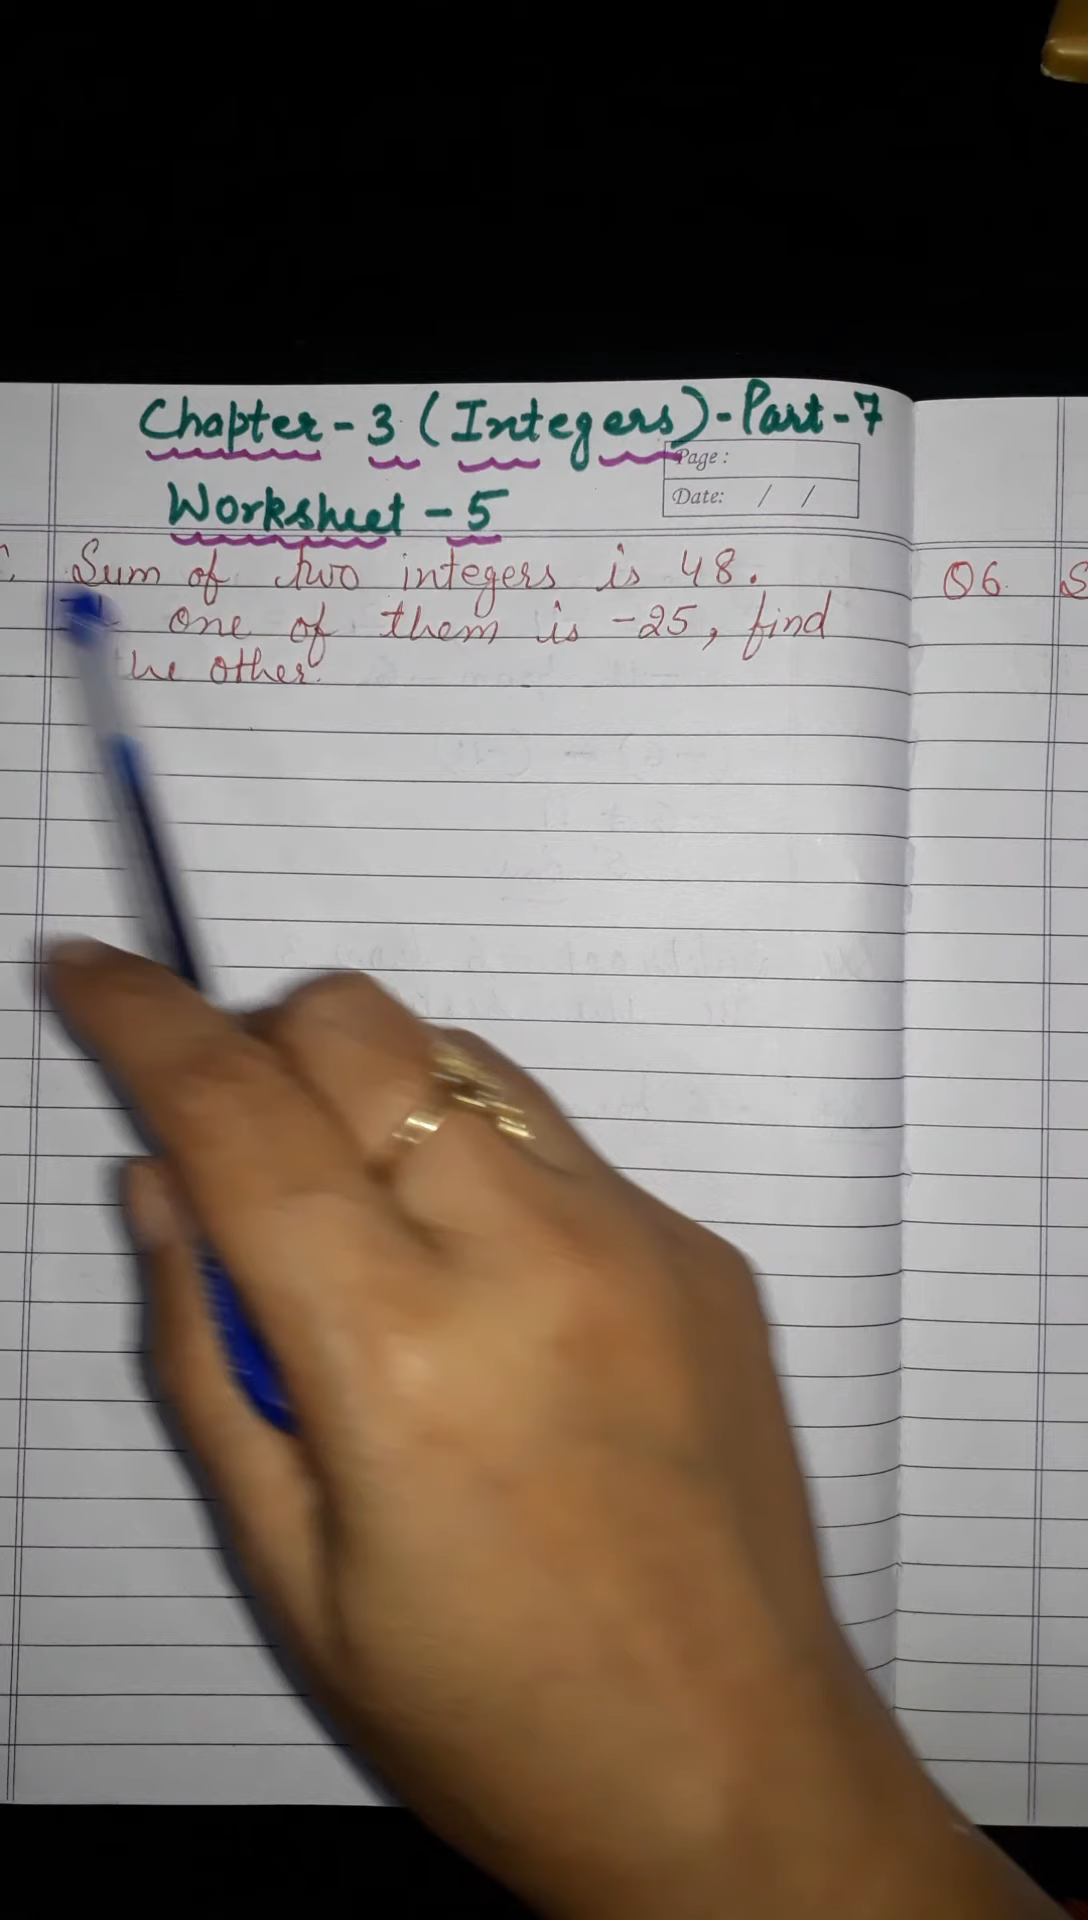 Chapter - 3 (Integers) - Part - 7
Page :
Worksheet - 5
Date: / /
Sum of two integers is 48.
one of them is -25, find
the other.
Q6. S